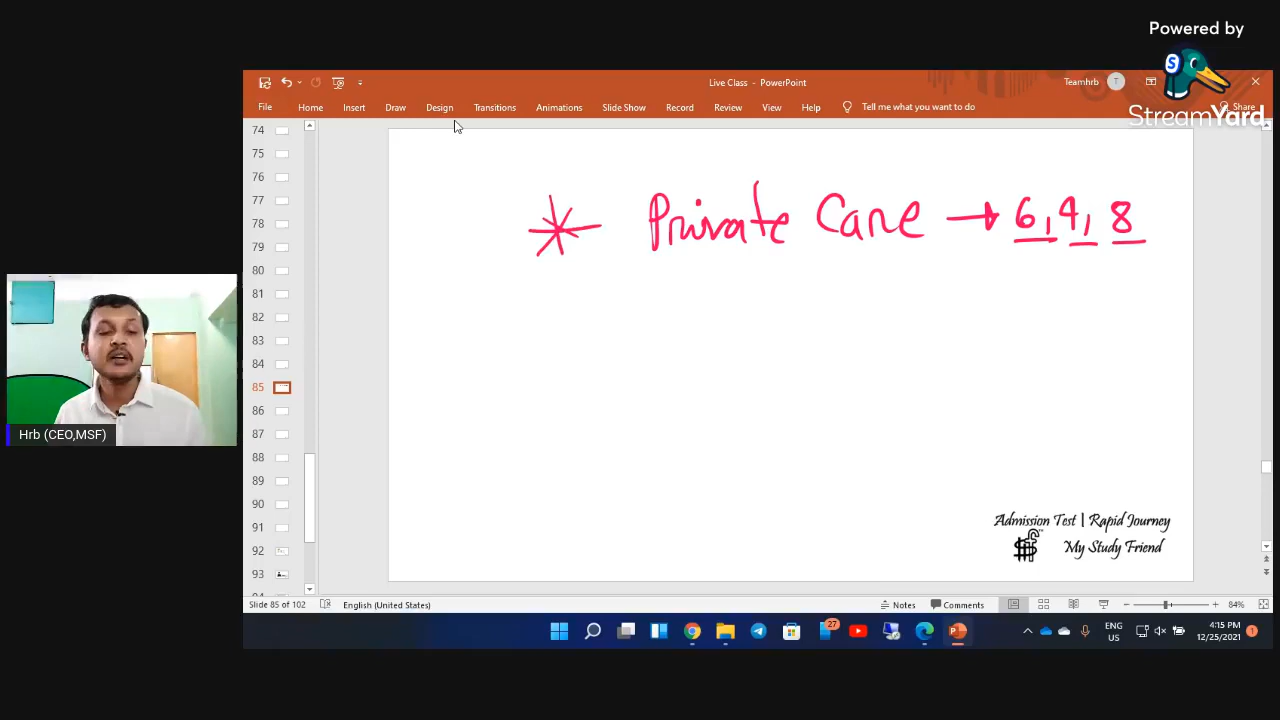 Powered by
StreamYard
Live Class - PowerPoint
Teamhrb
T
File Home Insert Draw Design Transitions Animations Slide Show Record Review View Help Tell me what you want to do
Share
74
75
76
77
78
79
80
81
82
83
84
85
86
87
88
89
90
91
92
93
Private Care → 6, 4, 8
Hrb (CEO,MSF)
Admission Test | Rapid Journey
My Study Friend
Slide 85 of 102 English (United States) Notes Comments 84%
27
ENG
US
4:15 PM
12/25/2021
1